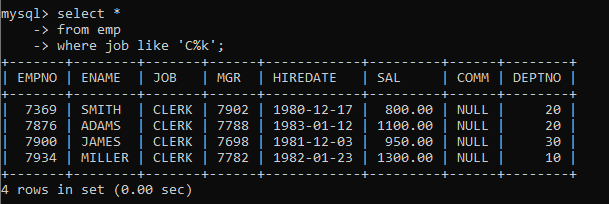 mysql> select *
    -> from emp
    -> where job like 'C%k';
+-------+--------+-------+------+------------+---------+------+--------+
| EMPNO | ENAME  | JOB   | MGR  | HIREDATE   | SAL     | COMM | DEPTNO |
+-------+--------+-------+------+------------+---------+------+--------+
|  7369 | SMITH  | CLERK | 7902 | 1980-12-17 |  800.00 | NULL |     20 |
|  7876 | ADAMS  | CLERK | 7788 | 1983-01-12 | 1100.00 | NULL |     20 |
|  7900 | JAMES  | CLERK | 7698 | 1981-12-03 |  950.00 | NULL |     30 |
|  7934 | MILLER | CLERK | 7782 | 1982-01-23 | 1300.00 | NULL |     10 |
+-------+--------+-------+------+------------+---------+------+--------+
4 rows in set (0.00 sec)